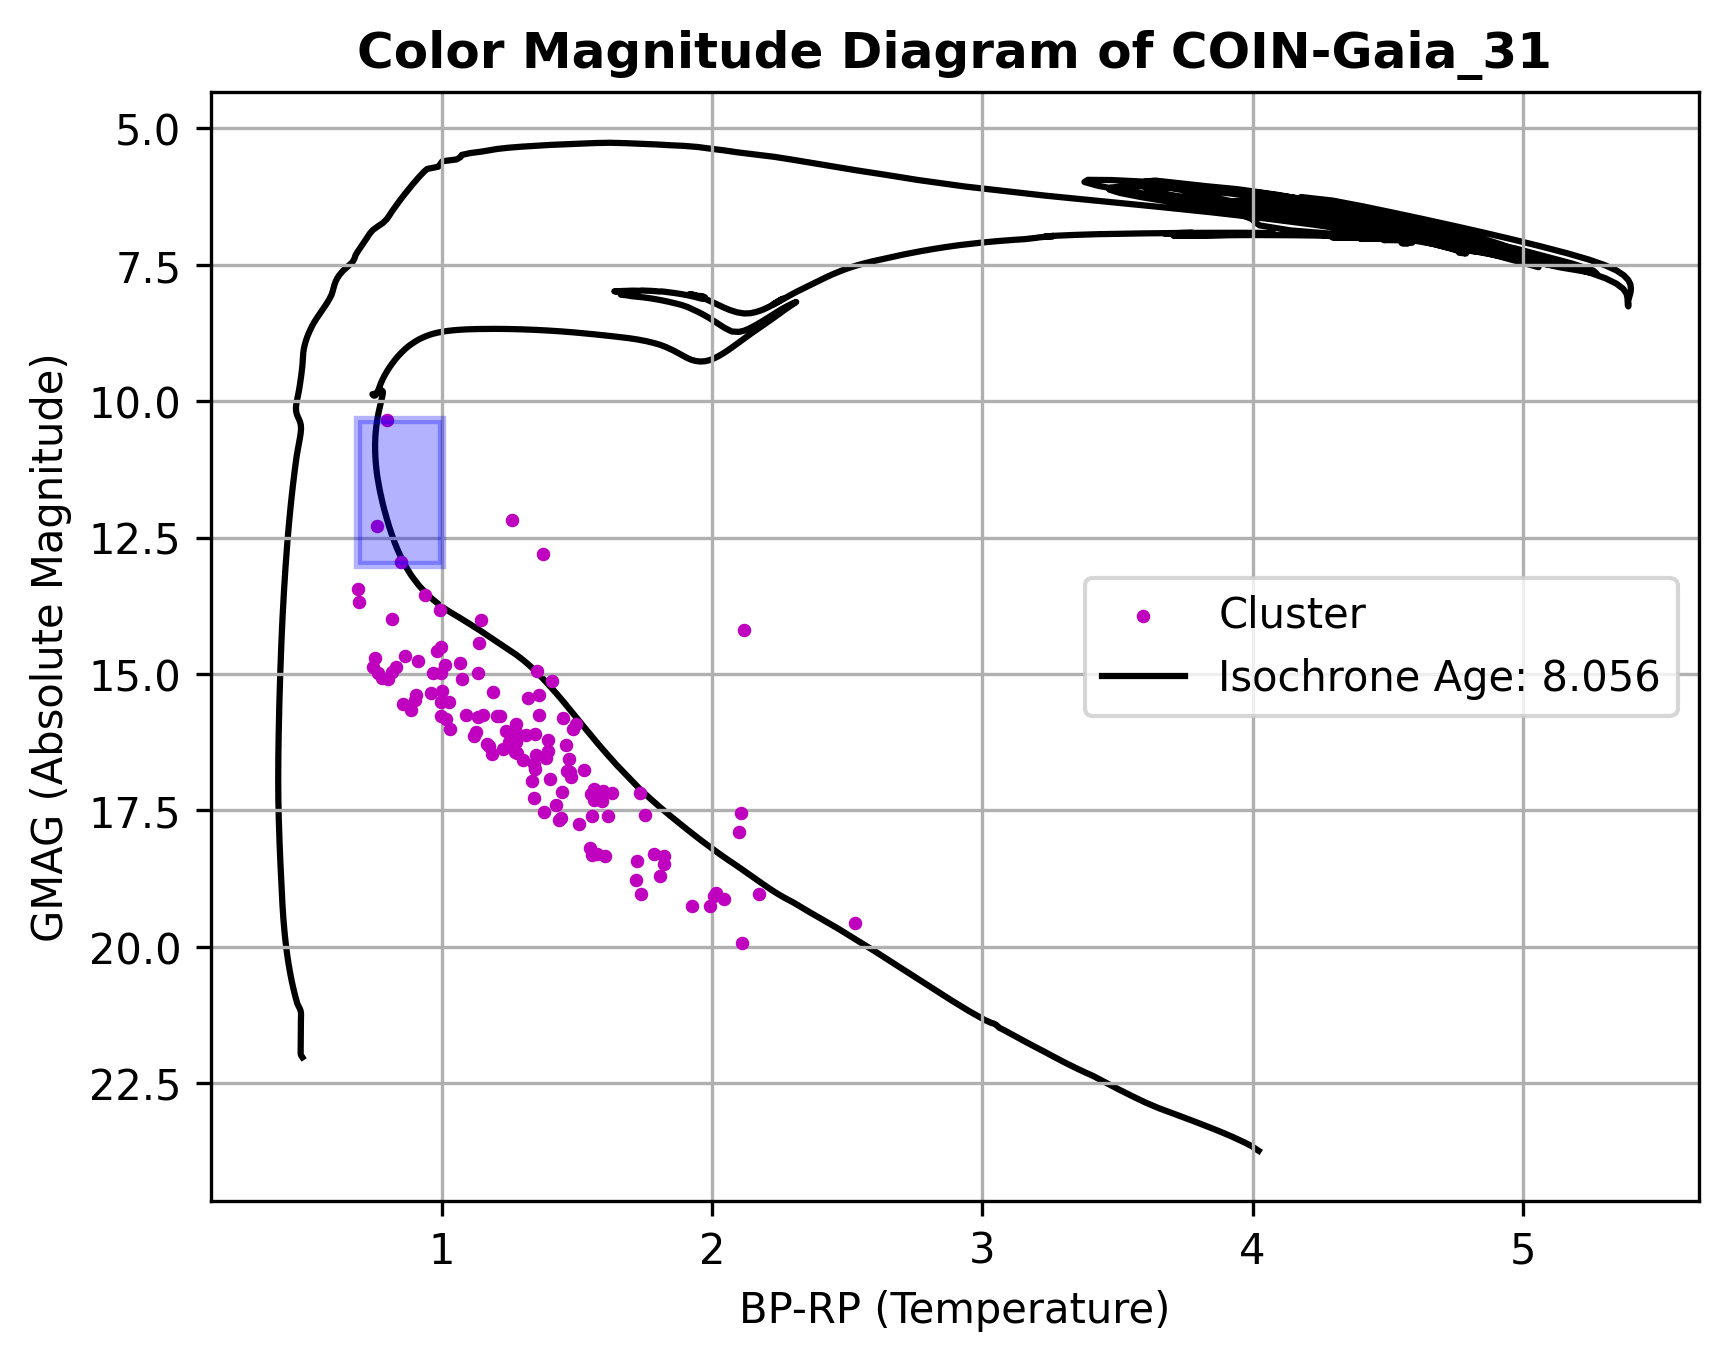 Color Magnitude Diagram of COIN-Gaia_31
GMAG (Absolute Magnitude)
5.0
7.5
10.0
12.5
15.0
17.5
20.0
22.5
Cluster
Isochrone Age: 8.056
1 2 3 4 5
BP-RP (Temperature)